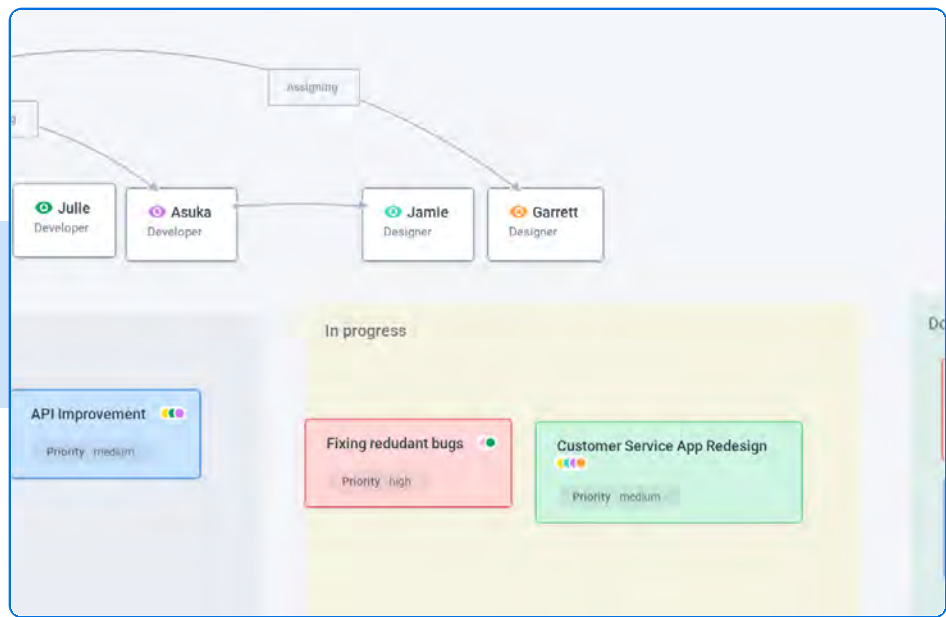 Assigning
g
Julie
Developer
Asuka
Developer
Jamie
Designer
Garrett
Designer
In progress
Do
API Improvement
Priority medium
Fixing redudant bugs
Priority high
Customer Service App Redesign
Priority medium